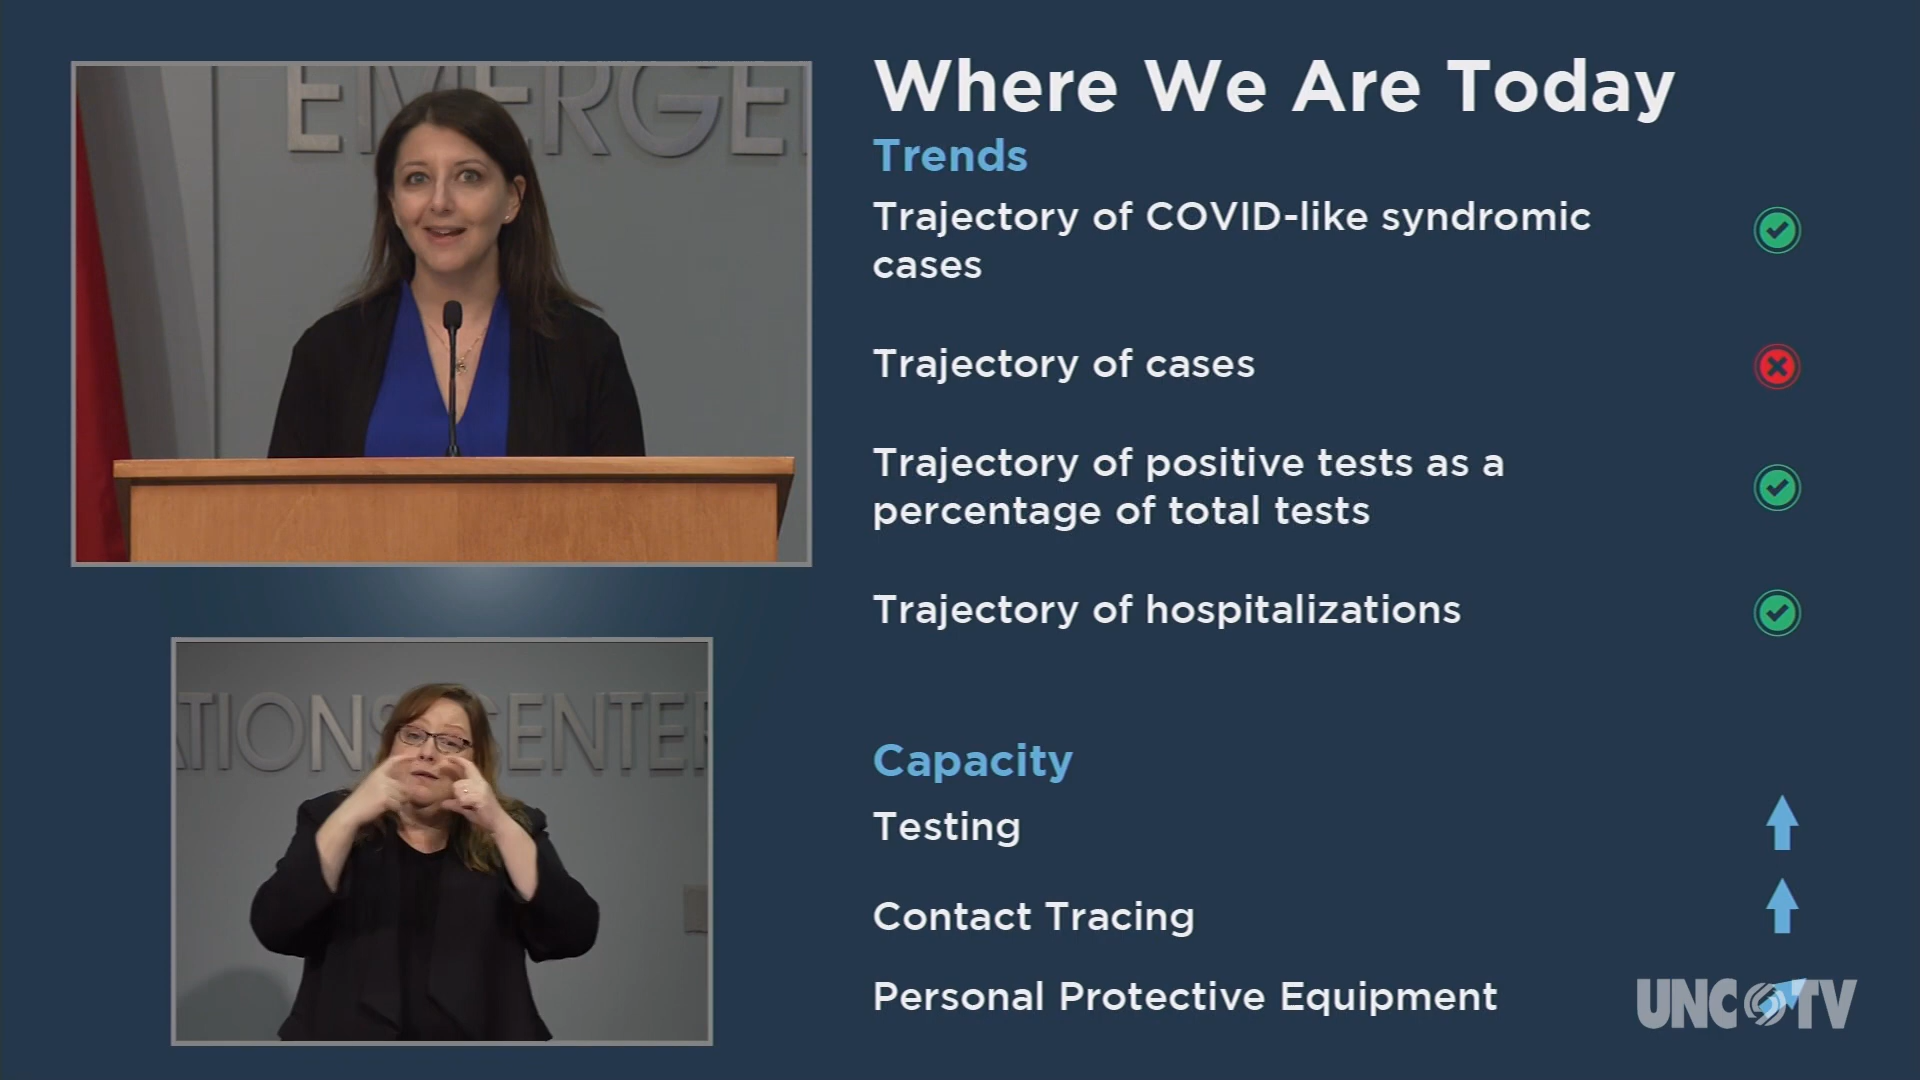 EMERGE
Where We Are Today
Trends
Trajectory of COVID-like syndromic
cases
Trajectory of cases
Trajectory of positive tests as a
percentage of total tests
Trajectory of hospitalizations
ATIONS CENTER
Capacity
Testing
Contact Tracing
Personal Protective Equipment
UNC TV